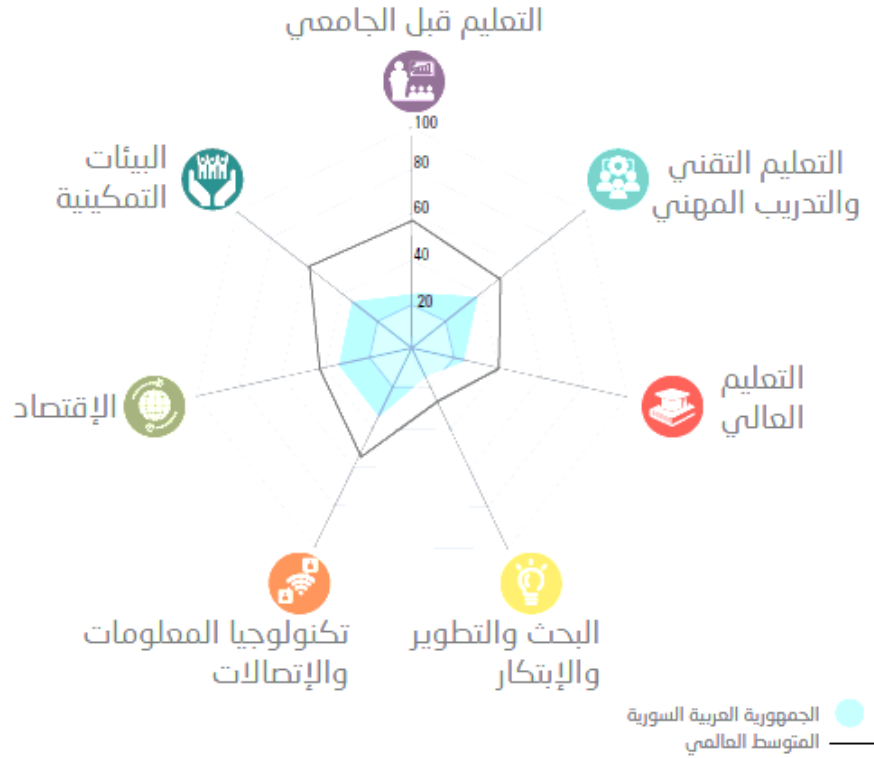 التعليم قبل الجامعي
التعليم التقني
والتدريب المهني
البيئات
التمكينية
100
80
60
40
20
التعليم
العالي
الإقتصاد
البحث والتطوير
والإبتكار
تكنولوجيا المعلومات
والإتصالات
الجمهورية العربية السورية
المتوسط العالمي